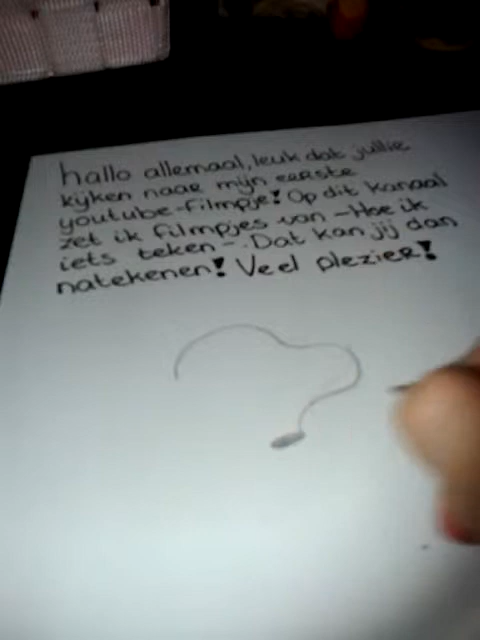 hallo allemaal, leuk dat jullie
kijken naar mijn eerste
youtube-filmpje! Op dit kanaal
zet ik filmpjes van -Hoe ik
iets teken-. Dat kan jij dan
natekenen! Veel plezier!